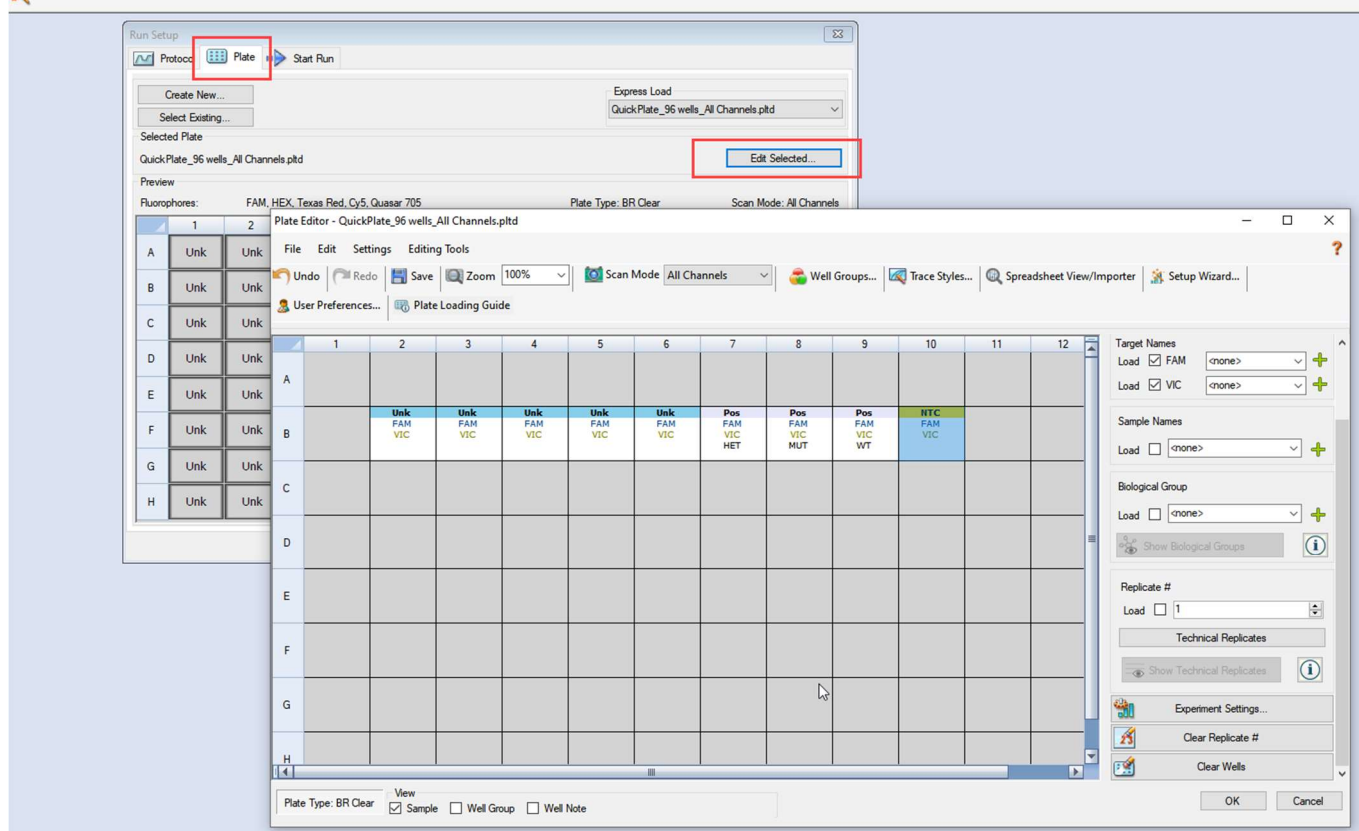 Run Setup
Protoco Plate Start Run
Create New...
Select Existing...
Express Load
QuickPlate_96 wells_All Channels.pltd
Selected Plate
QuickPlate_96 wells_All Channels.pltd
Edit Selected...
Preview
Fluorophores: FAM, HEX, Texas Red, Cy5, Quasar 705 Plate Type: BR Clear Scan Mode: All Channels
1 2
A Unk Unk
B Unk Unk
C Unk Unk
D Unk Unk
E Unk Unk
F Unk Unk
G Unk Unk
H Unk Unk
Plate Editor - QuickPlate_96 wells_All Channels.pltd
File Edit Settings Editing Tools
Undo Redo Save Zoom 100% Scan Mode All Channels Well Groups... Trace Styles... Spreadsheet View/Importer Setup Wizard...
User Preferences... Plate Loading Guide
1 2 3 4 5 6 7 8 9 10 11 12
A
B
Unk Unk Unk Unk Unk Pos Pos Pos NTC
FAM FAM FAM FAM FAM FAM FAM FAM FAM
VIC VIC VIC VIC VIC VIC VIC VIC VIC
HET MUT WT
C
D
E
F
G
H
Target Names
Load FAM <none>
Load VIC <none>
Sample Names
Load <none>
Biological Group
Load <none>
Show Biological Groups
Replicate #
Load 1
Technical Replicates
Show Technical Replicates
Experiment Settings...
Clear Replicate #
Clear Wells
Plate Type: BR Clear
View
Sample Well Group Well Note
OK Cancel